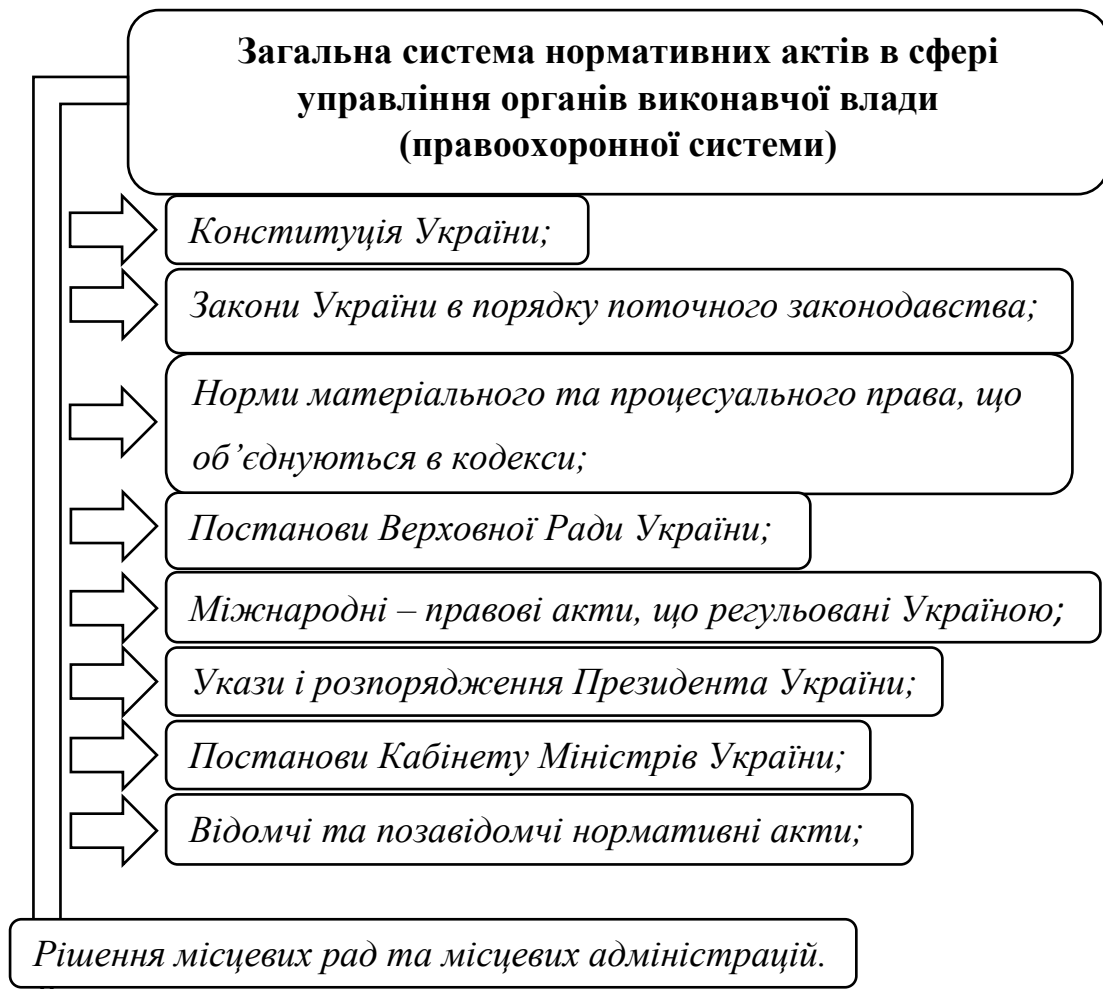 Загальна система нормативних актів в сфері
управління органів виконавчої влади
(правоохоронної системи)
Конституція України;
Закони України в порядку поточного законодавства;
Норми матеріального та процесуального права, що
об’єднуються в кодекси;
Постанови Верховної Ради України;
Міжнародні – правові акти, що регульовані Україною;
Укази і розпорядження Президента України;
Постанови Кабінету Міністрів України;
Відомчі та позавідомчі нормативні акти;
Рішення місцевих рад та місцевих адміністрацій.